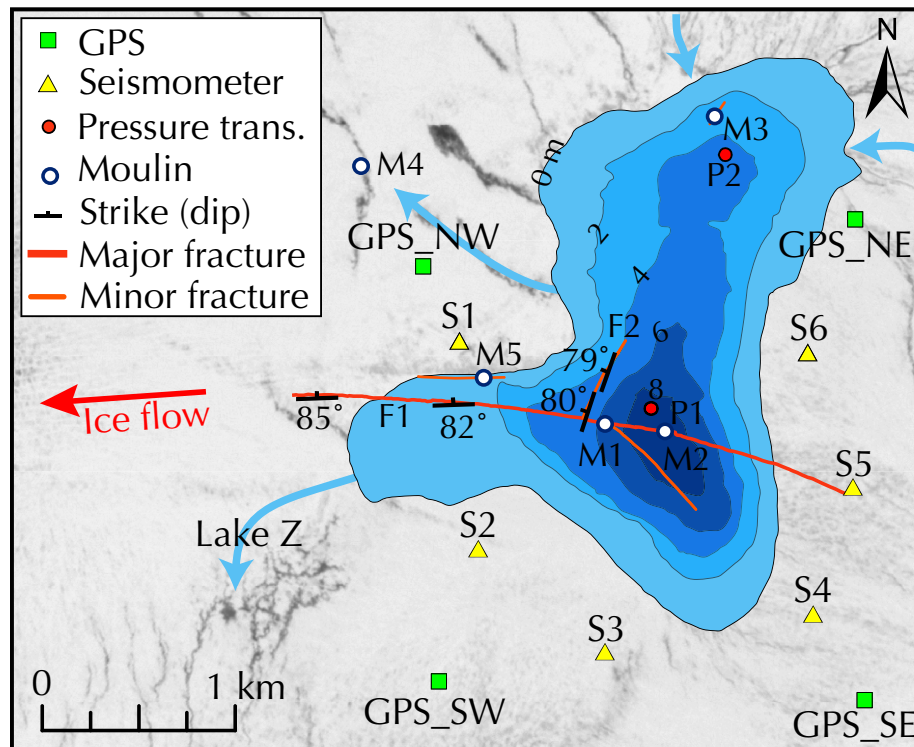 GPS
Seismometer
Pressure trans.
Moulin
Strike (dip)
Major fracture
Minor fracture
N
M3
0 m
P2
M4
GPS_NW
2
GPS_NE
4
S1
F2
6
S6
M5
79°
8
80°
P1
Ice flow
85°
F1
82°
M1
M2
S5
Lake Z
S2
S4
S3
0
1 km
GPS_SW
GPS_SE